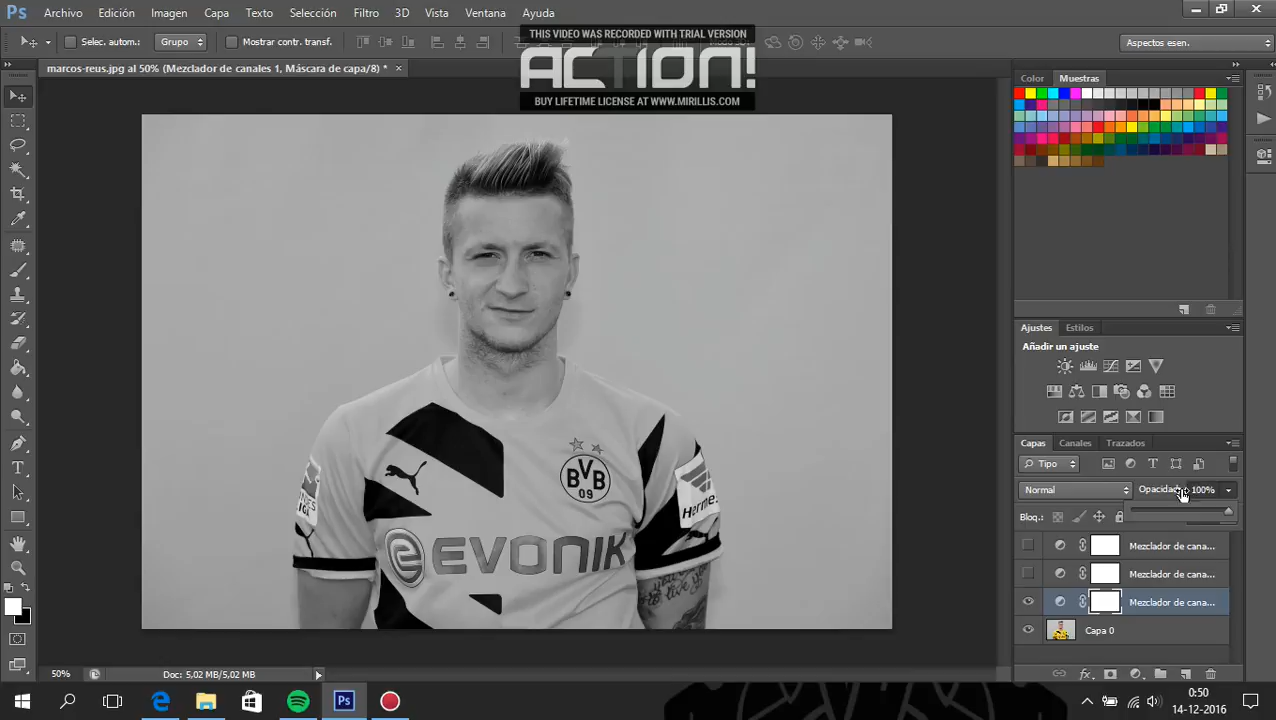 Ps Archivo Edición Imagen Capa Texto Selección Filtro 3D Vista Ventana Ayuda
THIS VIDEO WAS RECORDED WITH TRIAL VERSION
ACTION!
BUY LIFETIME LICENSE AT WWW.MIRILLIS.COM
Selec. autom.: Grupo Mostrar contr. transf.
Aspectos esen.
marcos-reus.jpg al 50% (Mezclador de canales 1, Máscara de capa/8) *
Color Muestras
Ajustes Estilos
Añadir un ajuste
Capas Canales Trazados
Tipo
Normal Opacidad: 100%
Bloq.:
Mezclador de cana...
Mezclador de cana...
Mezclador de cana...
Capa 0
BVB
09
Hermes
EVONIK
50% Doc: 5,02 MB/5,02 MB
Ps
0:50
14-12-2016